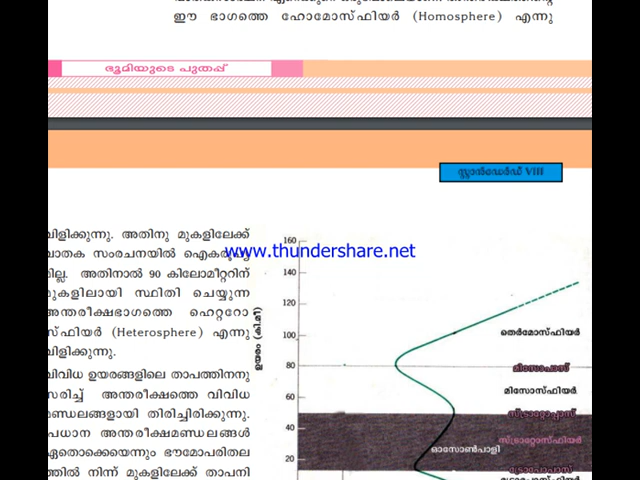 ഈ ഭാഗത്തെ ഹോമോസ്ഫിയർ (Homosphere) എന്നു
ഭൂമിയുടെ പുതപ്പ്
സ്റ്റാൻഡേർഡ് VIII
വിളിക്കുന്നു. അതിനു മുകളിലേക്ക്
വാതക സംരചനയിൽ ഐകരൂപ്യ
മില്ല. അതിനാൽ 90 കിലോമീറ്ററിന്
മുകളിലായി സ്ഥിതി ചെയ്യുന്ന
അന്തരീക്ഷഭാഗത്തെ ഹെറ്ററോ
സ്ഫിയർ (Heterosphere) എന്നു
വിളിക്കുന്നു.
വിവിധ ഉയരങ്ങളിലെ താപത്തിനനു
സരിച്ച് അന്തരീക്ഷത്തെ വിവിധ
മണ്ഡലങ്ങളായി തിരിച്ചിരിക്കുന്നു.
പ്രധാന അന്തരീക്ഷമണ്ഡലങ്ങൾ
ഏതൊക്കെയെന്നും ഭൗമോപരിതല
ത്തിൽ നിന്ന് മുകളിലേക്ക് താപനി
www.thundershare.net
ഉയരം (കി.മീ)
160
140
120
100
80
60
40
20
തെർമോസ്ഫിയർ
മിസോപാസ്
മിസോസ്ഫിയർ
സ്ട്രാറ്റോപ്പാസ്
സ്ട്രാറ്റോസ്ഫിയർ
ഓസോൺപാളി
ട്രോപോപാസ്
ട്രോപോസ്ഫിയർ